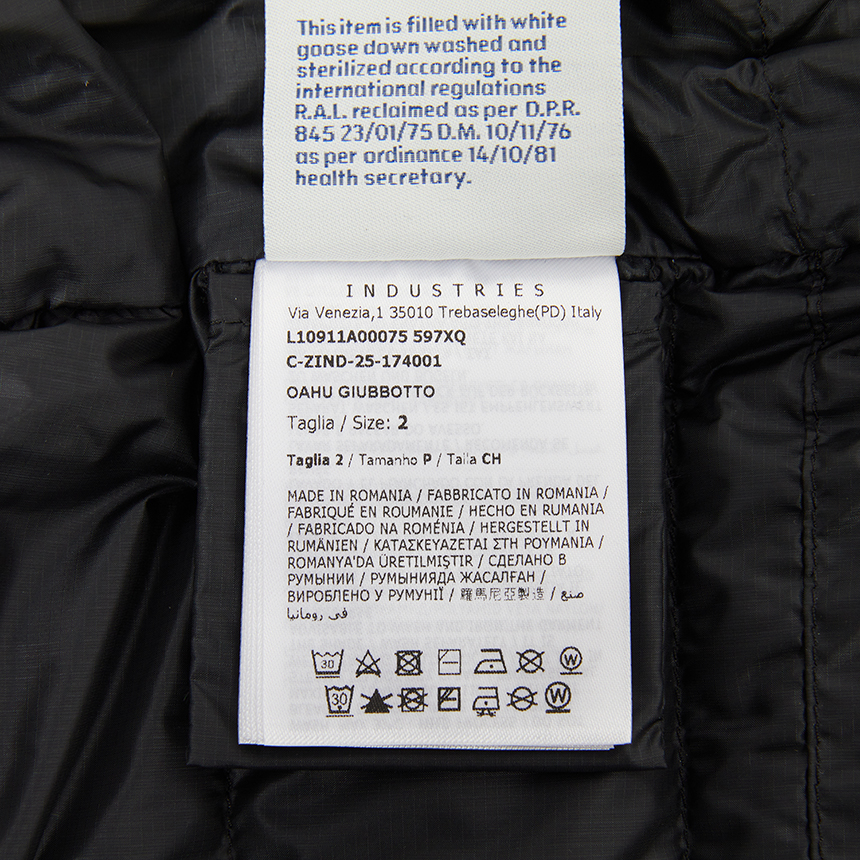 This item is filled with white
goose down washed and
sterilized according to the
international regulations
R.A.L. reclaimed as per D.P.R.
845 23/01/75 D.M. 10/11/76
as per ordinance 14/10/81
health secretary.
INDUSTRIES
Via Venezia,1 35010 Trebaseleghe(PD) Italy
L10911A00075 597XQ
C-ZIND-25-174001
OAHU GIUBBOTTO
Taglia / Size: 2
Taglia 2 / Tamanho P / Talla CH
MADE IN ROMANIA / FABBRICATO IN ROMANIA /
FABRIQUÉ EN ROUMANIE / HECHO EN RUMANIA
/ FABRICADO NA ROMÉNIA / HERGESTELLT IN
RUMÄNIEN / ΚΑΤΑΣΚΕΥΑΖΕΤΑΙ ΣΤΗ ΡΟΥΜΑΝΙΑ /
ROMANYA'DA ÜRETILMIŞTIR / СДЕЛАНО В
РУМЫНИИ / РУМЫНИЯДА ЖАСАЛҒАН /
ВИРОБЛЕНО У РУМУНІЇ / 羅馬尼亞製造 / صنع
في رومانيا
30 W
30 W